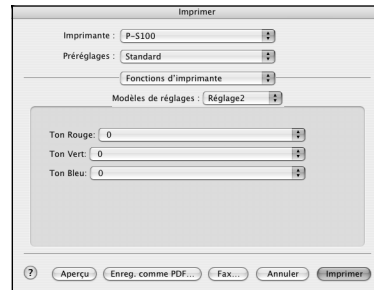 Imprimer
Imprimante : P-S100
Préréglages : Standard
Fonctions d'imprimante
Modèles de réglages : Réglage2
Ton Rouge: 0
Ton Vert: 0
Ton Bleu: 0
? Aperçu Enreg. comme PDF... Fax... Annuler Imprimer